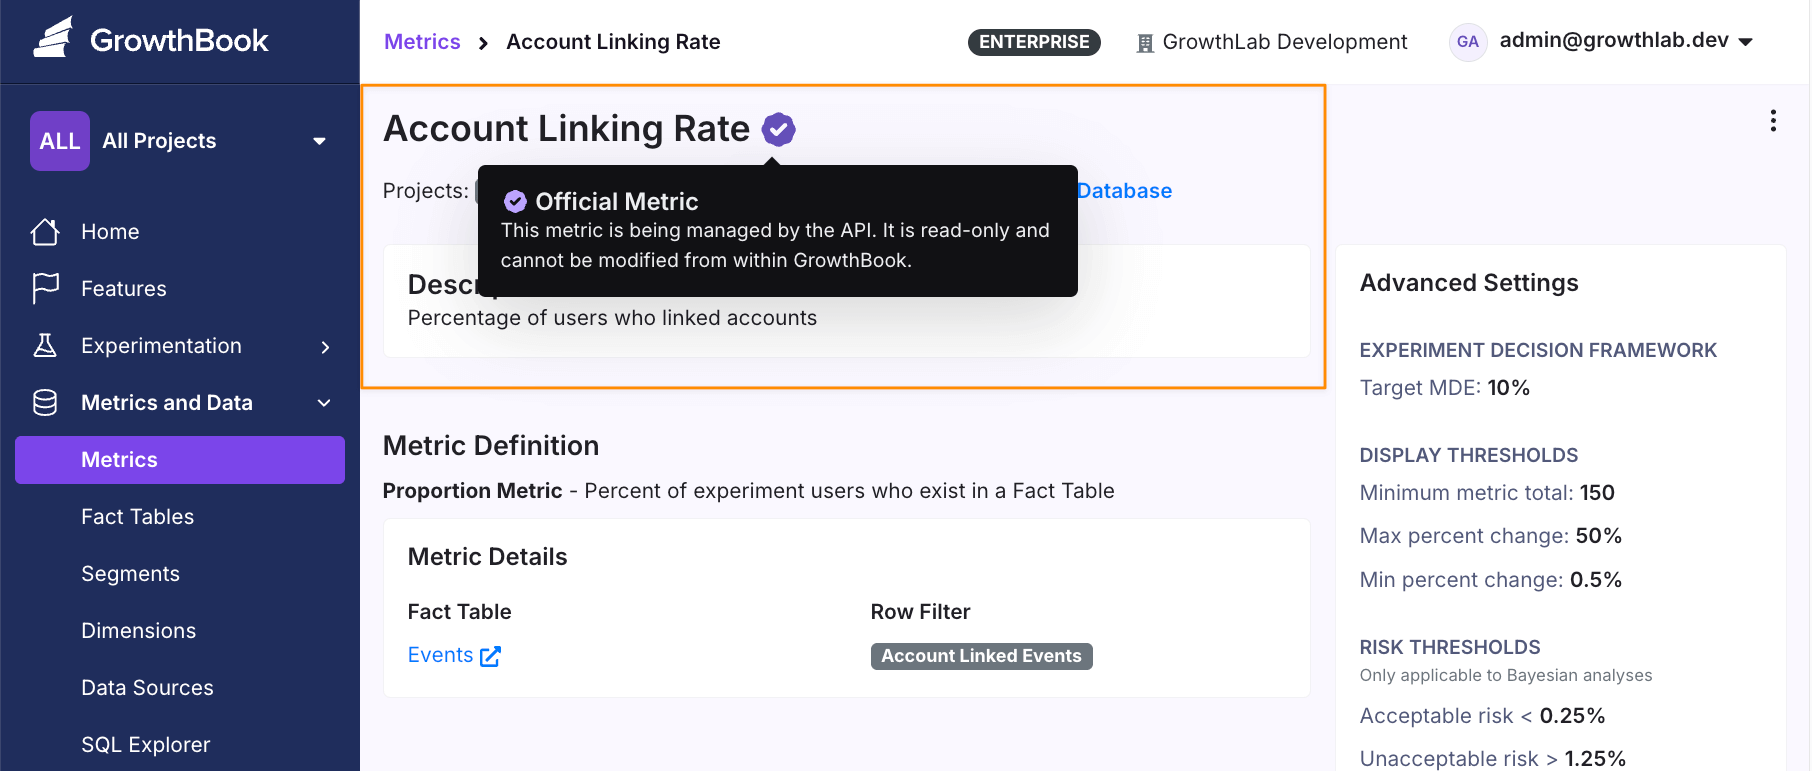 GrowthBook
Metrics > Account Linking Rate
ENTERPRISE
GrowthLab Development
GA
admin@growthlab.dev
ALL
All Projects
Home
Features
Experimentation
Metrics and Data
Metrics
Fact Tables
Segments
Dimensions
Data Sources
SQL Explorer
Account Linking Rate
Projects:
Database
Official Metric
This metric is being managed by the API. It is read-only and
cannot be modified from within GrowthBook.
Percentage of users who linked accounts
Metric Definition
Proportion Metric - Percent of experiment users who exist in a Fact Table
Metric Details
Fact Table
Row Filter
Events
Account Linked Events
Advanced Settings
EXPERIMENT DECISION FRAMEWORK
Target MDE: 10%
DISPLAY THRESHOLDS
Minimum metric total: 150
Max percent change: 50%
Min percent change: 0.5%
RISK THRESHOLDS
Only applicable to Bayesian analyses
Acceptable risk < 0.25%
Unacceptable risk > 1.25%